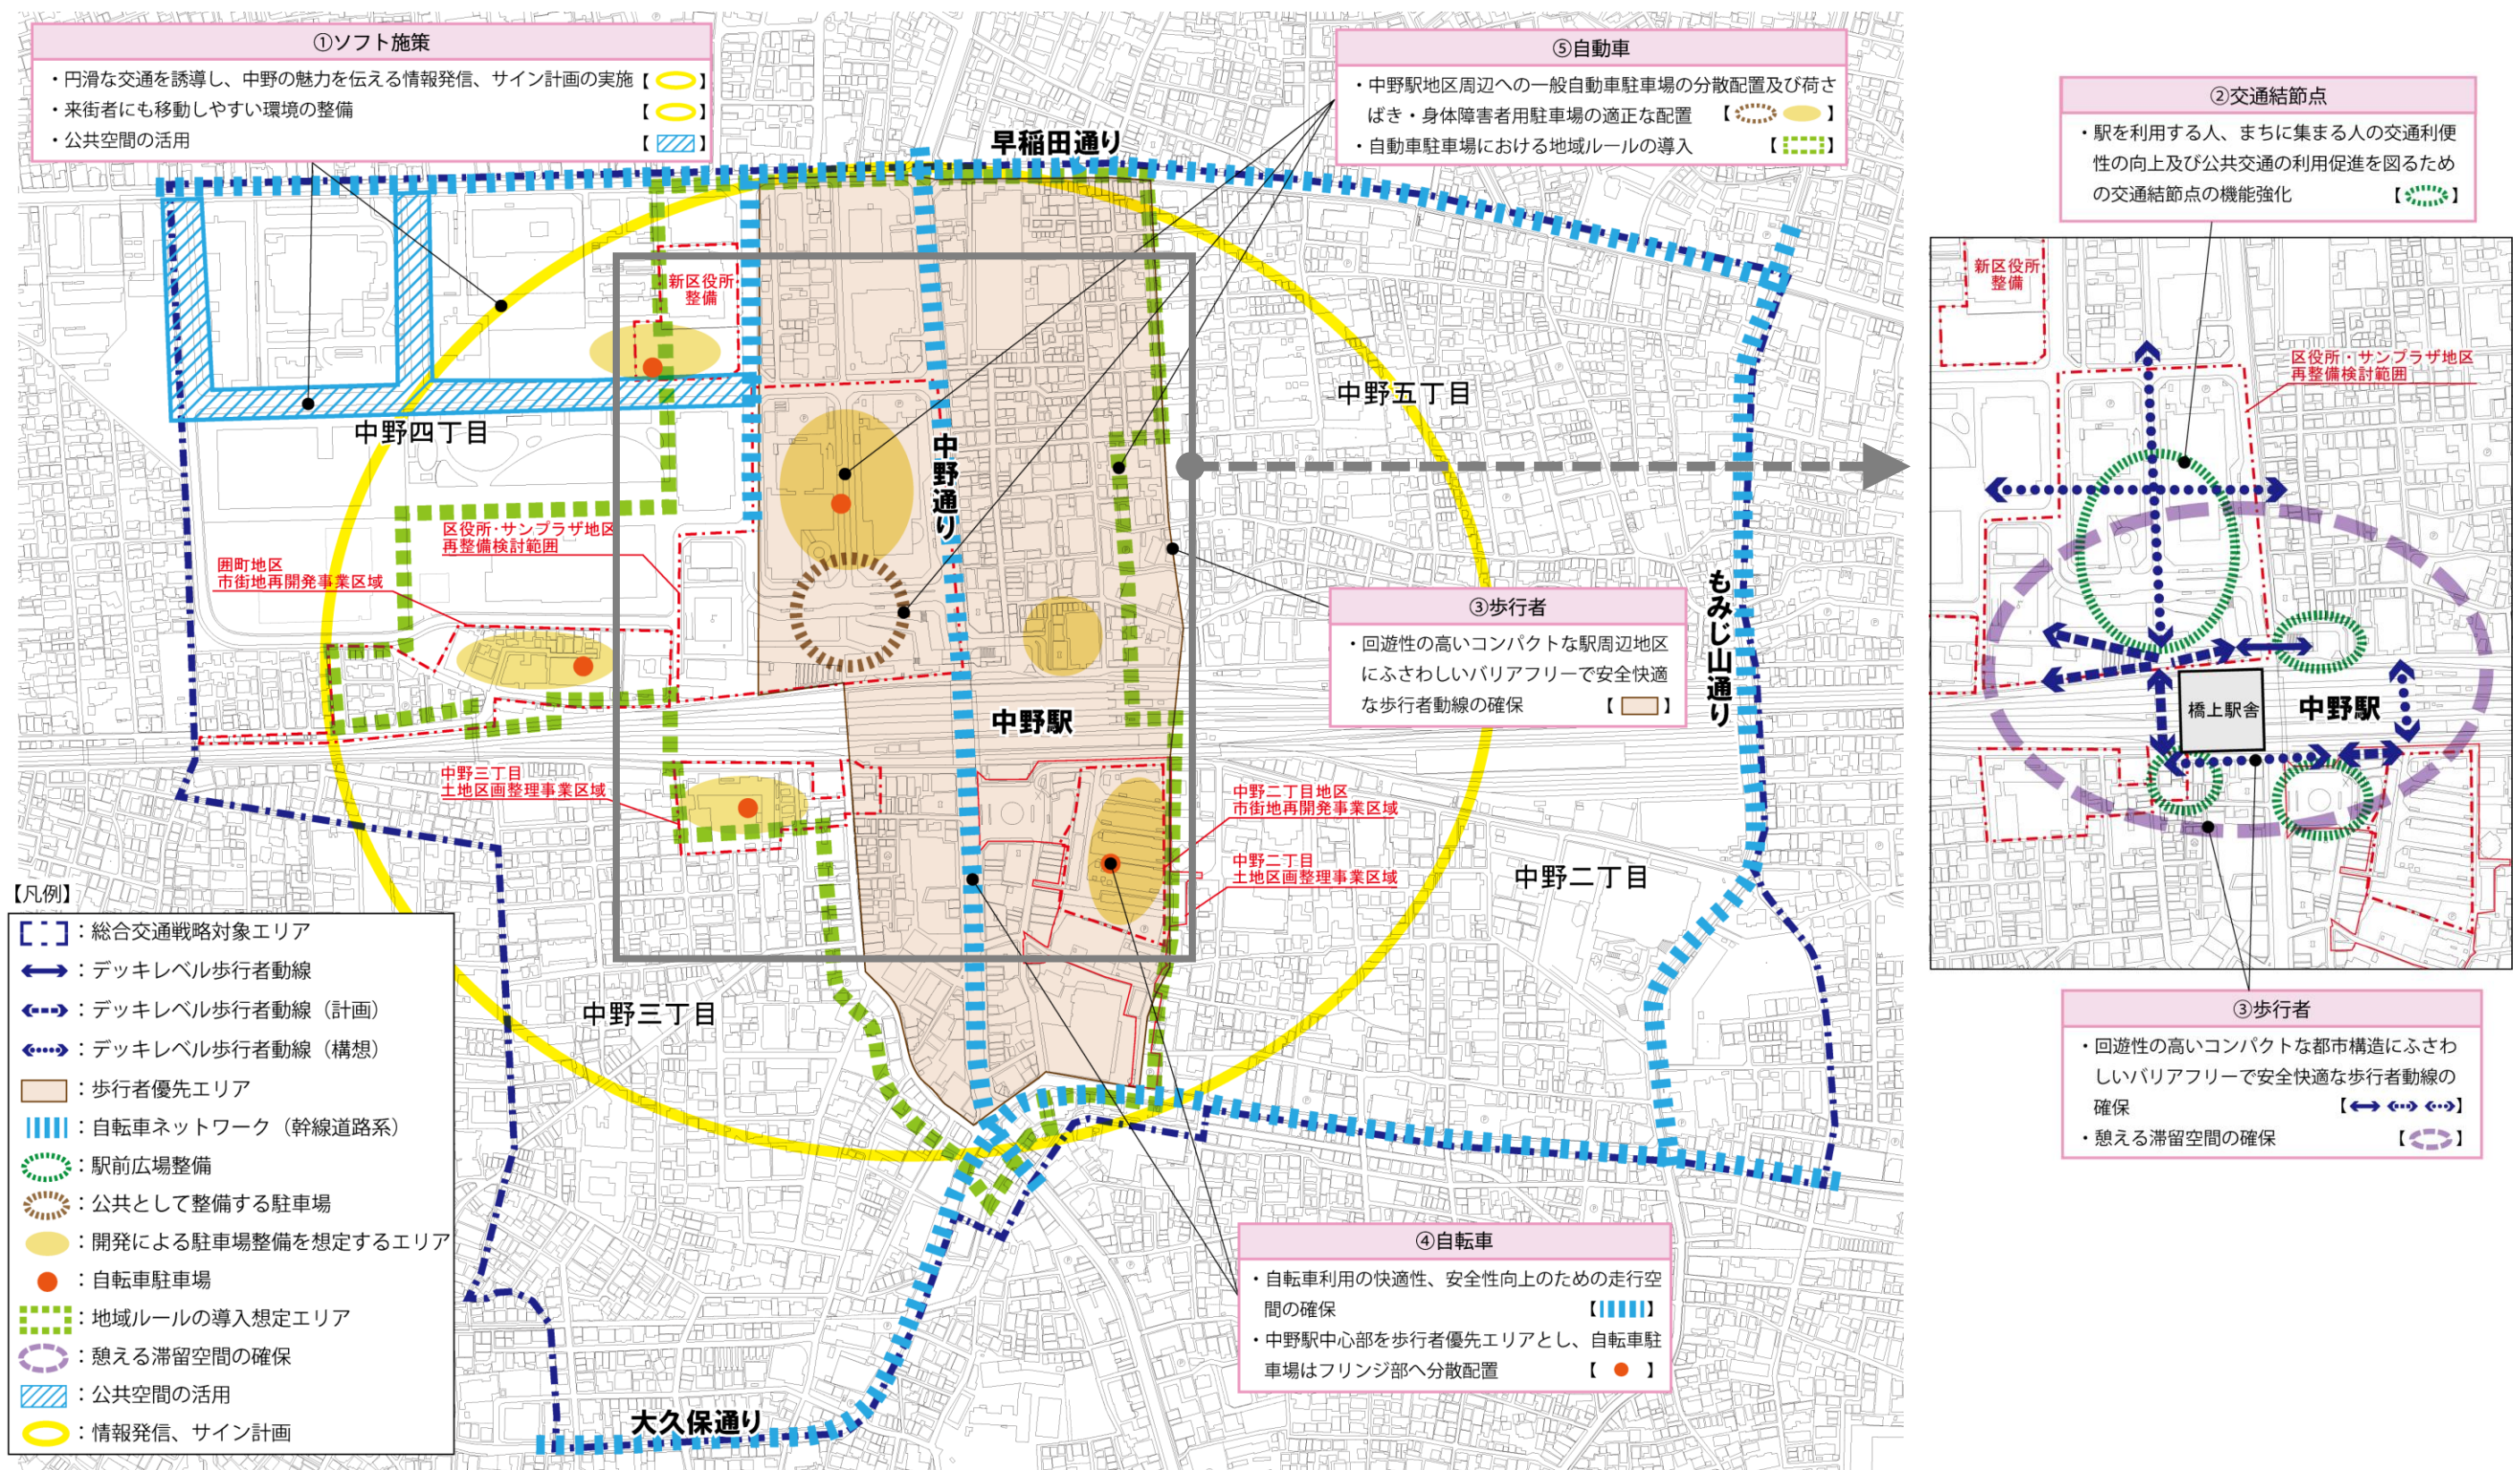 ①ソフト施策
・円滑な交通を誘導し、中野の魅力を伝える情報発信、サイン計画の実施【 】
・来街者にも移動しやすい環境の整備 【 】
・公共空間の活用 【 】
⑤自動車
・中野駅地区周辺への一般自動車駐車場の分散配置及び荷さ
ばき・身体障害者用駐車場の適正な配置 【 】
・自動車駐車場における地域ルールの導入 【 】
②交通結節点
・駅を利用する人、まちに集まる人の交通利便
性の向上及び公共交通の利用促進を図るため
の交通結節点の機能強化 【 】
早稲田通り
新区役所
整備
中野四丁目
中野五丁目
中野通り
もみじ山通り
区役所・サンプラザ地区
再整備検討範囲
囲町地区
市街地再開発事業区域
中野駅
③歩行者
・回遊性の高いコンパクトな駅周辺地区
にふさわしいバリアフリーで安全快適
な歩行者動線の確保 【 】
中野三丁目
土地区画整理事業区域
中野二丁目地区
市街地再開発事業区域
中野二丁目
土地区画整理事業区域
中野二丁目
中野三丁目
大久保通り
新区役所
整備
区役所・サンプラザ地区
再整備検討範囲
橋上駅舎
中野駅
③歩行者
・回遊性の高いコンパクトな都市構造にふさわ
しいバリアフリーで安全快適な歩行者動線の
確保 【 】
・憩える滞留空間の確保 【 】
④自転車
・自転車利用の快適性、安全性向上のための走行空
間の確保 【 】
・中野駅中心部を歩行者優先エリアとし、自転車駐
車場はフリンジ部へ分散配置 【 】
【凡例】
：総合交通戦略対象エリア
：デッキレベル歩行者動線
：デッキレベル歩行者動線（計画）
：デッキレベル歩行者動線（構想）
：歩行者優先エリア
：自転車ネットワーク（幹線道路系）
：駅前広場整備
：公共として整備する駐車場
：開発による駐車場整備を想定するエリア
：自転車駐車場
：地域ルールの導入想定エリア
：憩える滞留空間の確保
：公共空間の活用
：情報発信、サイン計画